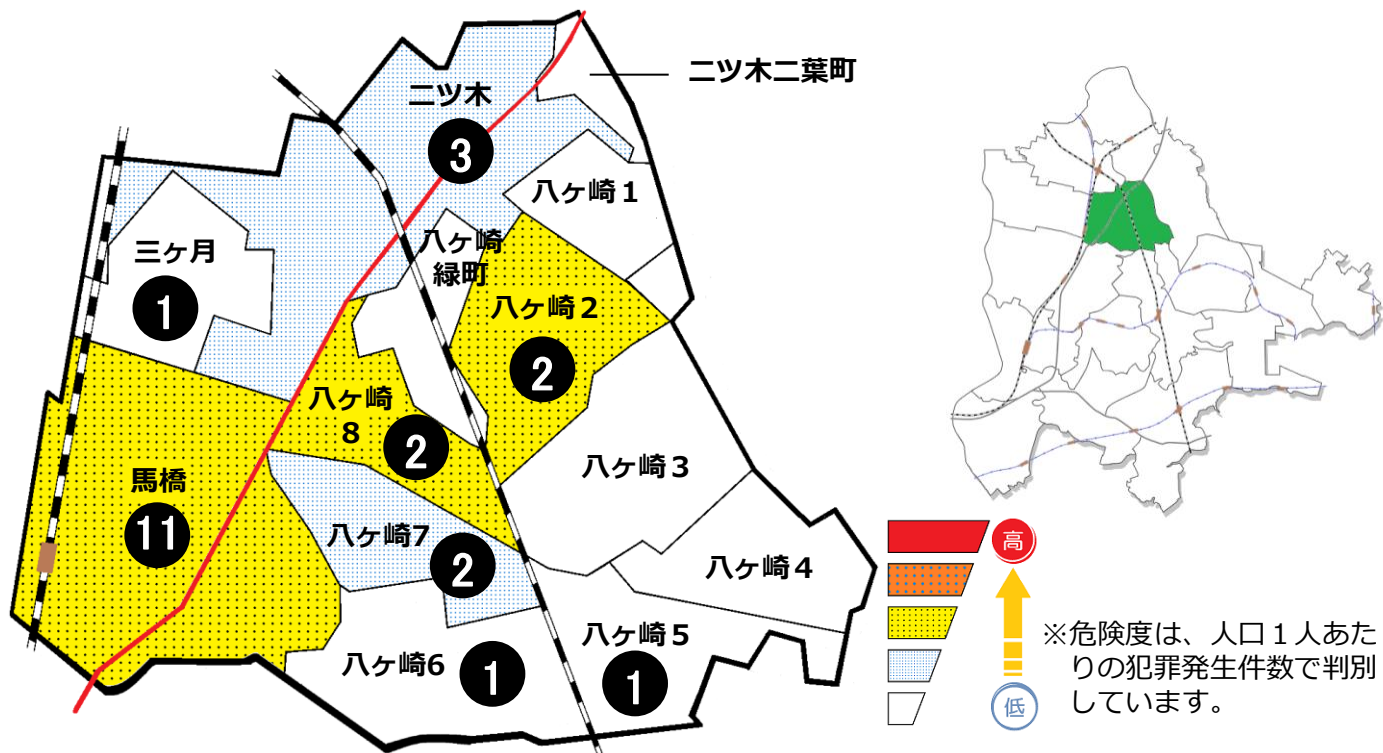 二ツ木二葉町
二ツ木
3
八ヶ崎1
八ヶ崎
緑町
三ヶ月
1
八ヶ崎2
2
八ヶ崎
8
2
八ヶ崎3
馬橋
11
八ヶ崎7
2
八ヶ崎4
八ヶ崎5
1
八ヶ崎6
1
高
低
※危険度は、人口1人あた
りの犯罪発生件数で判別
しています。